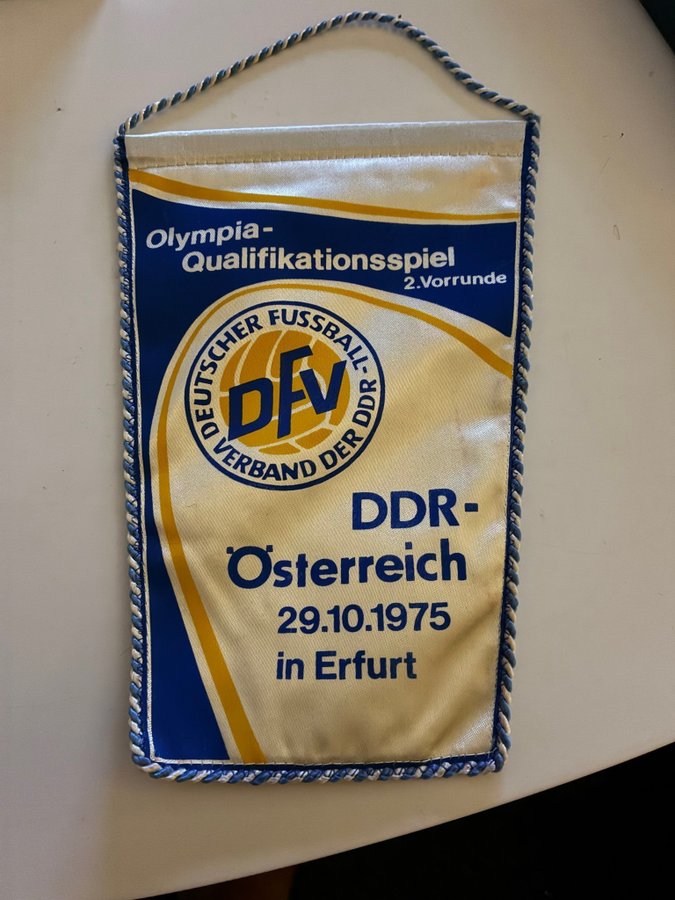 Olympia-
Qualifikationsspiel
2.Vorrunde
DEUTSCHER FUSSBALL-
VERBAND DER DDR
DFV
DDR-
Österreich
29.10.1975
in Erfurt